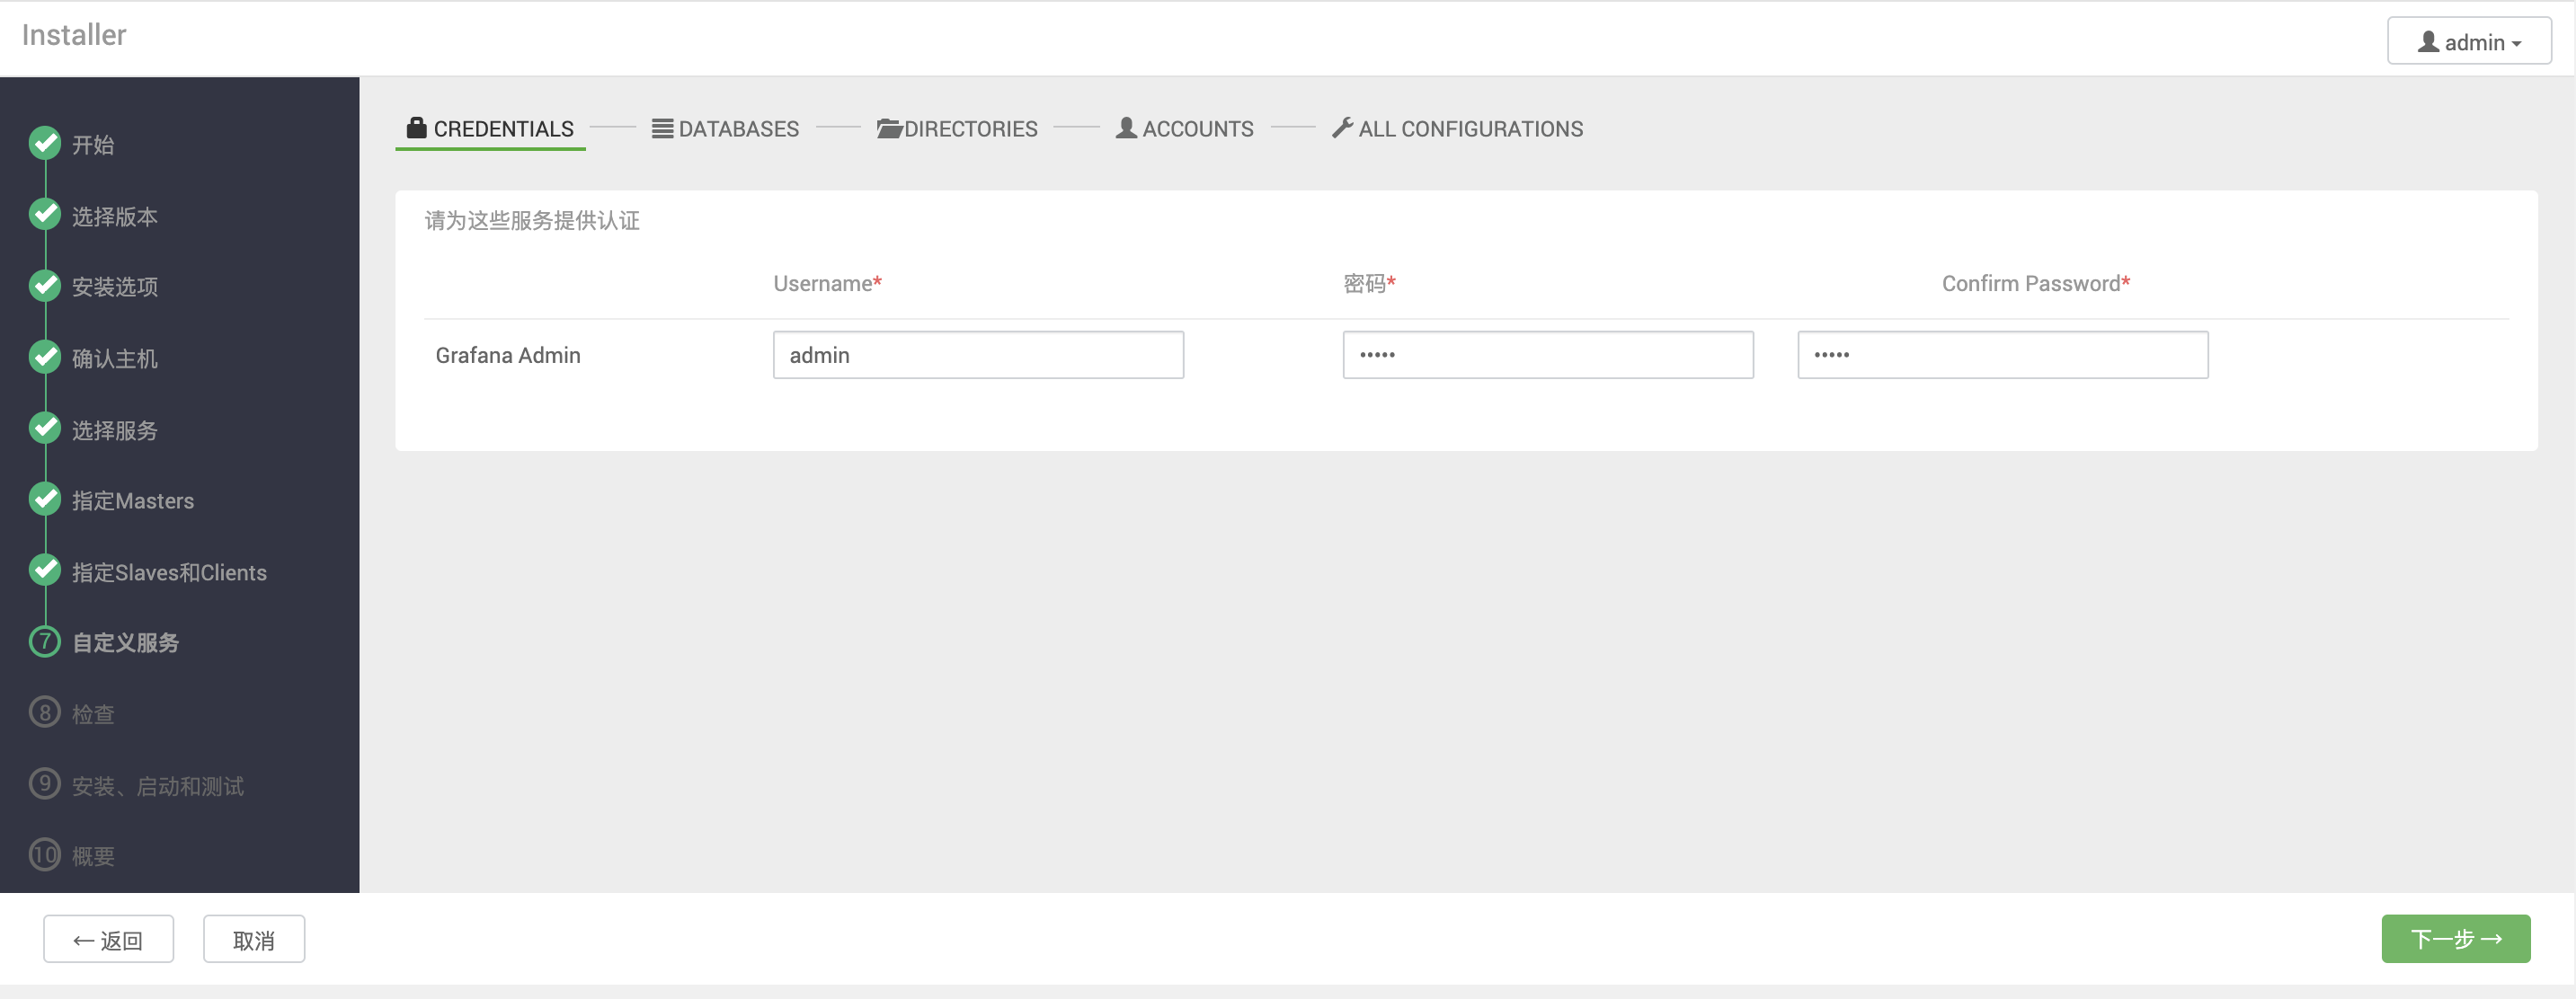 Installer
admin
开始
选择版本
安装选项
确认主机
选择服务
指定Masters
指定Slaves和Clients
7 自定义服务
8 检查
9 安装、启动和测试
10 概要
CREDENTIALS
DATABASES
DIRECTORIES
ACCOUNTS
ALL CONFIGURATIONS
请为这些服务提供认证
Username* 密码* Confirm Password*
Grafana Admin admin ••••• •••••
← 返回
取消
下一步 →